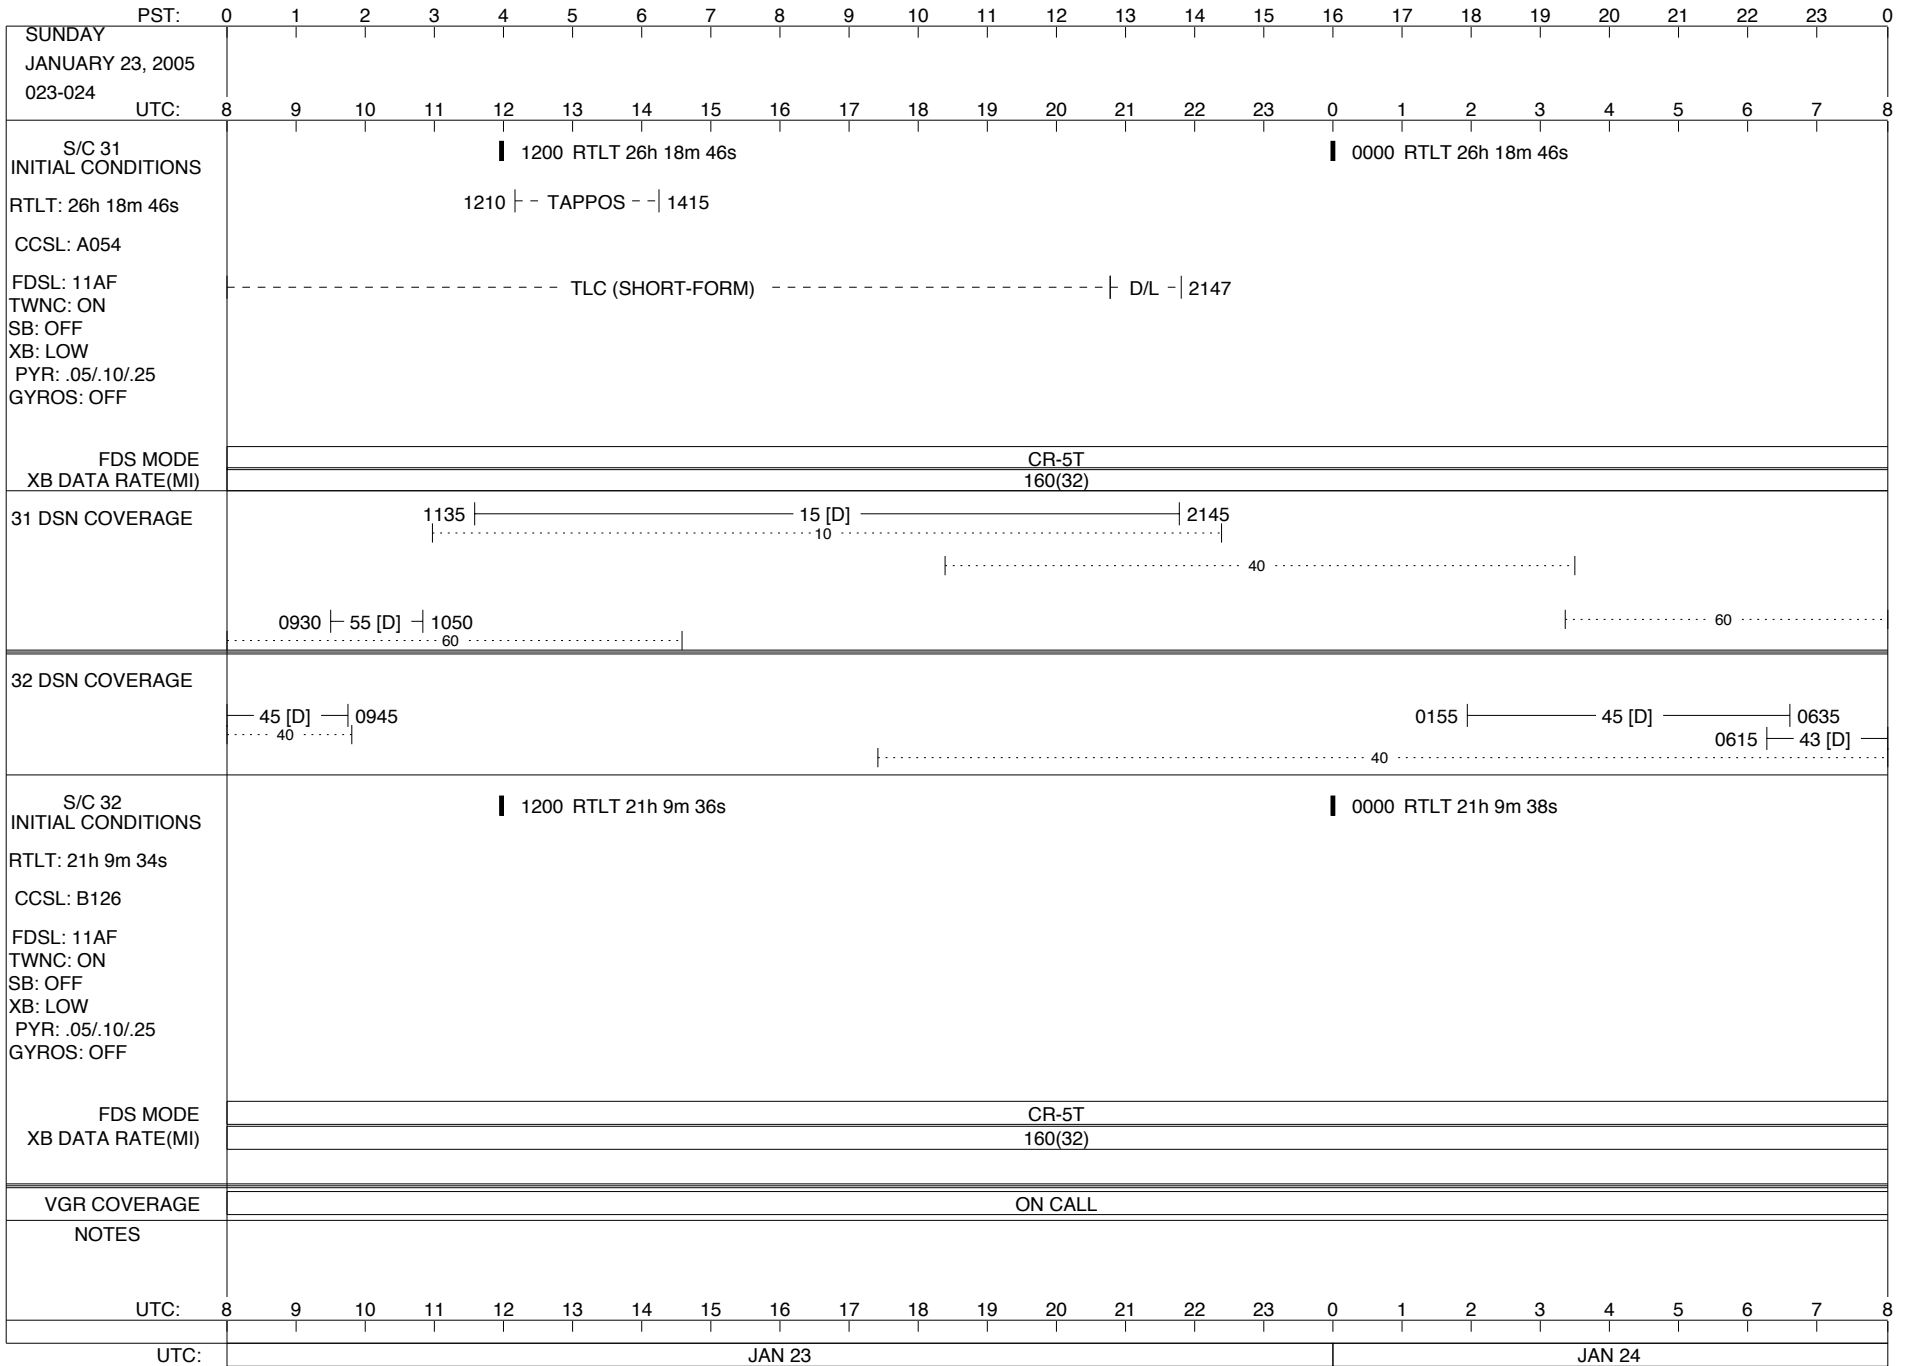 PST: 0 1 2 3 4 5 6 7 8 9 10 11 12 13 14 15 16 17 18 19 20 21 22 23 0
SUNDAY
JANUARY 23, 2005
023-024
UTC: 8 9 10 11 12 13 14 15 16 17 18 19 20 21 22 23 0 1 2 3 4 5 6 7 8
S/C 31
INITIAL CONDITIONS
1200 RTLT 26h 18m 46s 0000 RTLT 26h 18m 46s
RTLT: 26h 18m 46s
1210 TAPPOS 1415
CCSL: A054
FDSL: 11AF
TLC (SHORT-FORM) D/L 2147
TWNC: ON
SB: OFF
XB: LOW
PYR: .05/.10/.25
GYROS: OFF
FDS MODE CR-5T
XB DATA RATE(MI) 160(32)
31 DSN COVERAGE
1135 15 [D] 2145
10
40
0930 55 [D] 1050 60
60
32 DSN COVERAGE
45 [D] 0945 0155 45 [D] 0635
40 0615 43 [D]
40
S/C 32
INITIAL CONDITIONS
1200 RTLT 21h 9m 36s 0000 RTLT 21h 9m 38s
RTLT: 21h 9m 34s
CCSL: B126
FDSL: 11AF
TWNC: ON
SB: OFF
XB: LOW
PYR: .05/.10/.25
GYROS: OFF
FDS MODE CR-5T
XB DATA RATE(MI) 160(32)
VGR COVERAGE ON CALL
NOTES
UTC: 8 9 10 11 12 13 14 15 16 17 18 19 20 21 22 23 0 1 2 3 4 5 6 7 8
UTC: JAN 23 JAN 24